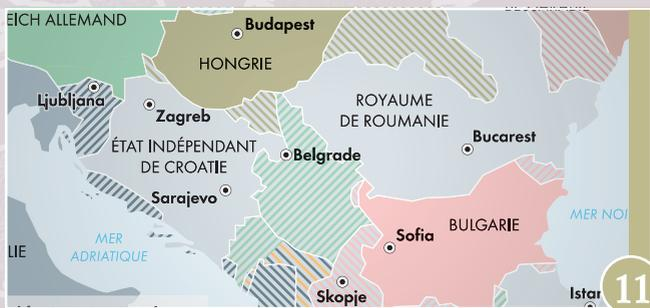 EICH ALLEMAND
Budapest
HONGRIE
Ljubljana
Zagreb
ROYAUME
DE ROUMANIE
Bucarest
ÉTAT INDÉPENDANT
DE CROATIE
Belgrade
Sarajevo
MER NOI
BULGARIE
Sofia
MER
ADRIATIQUE
LIE
Skopje
Istan
11